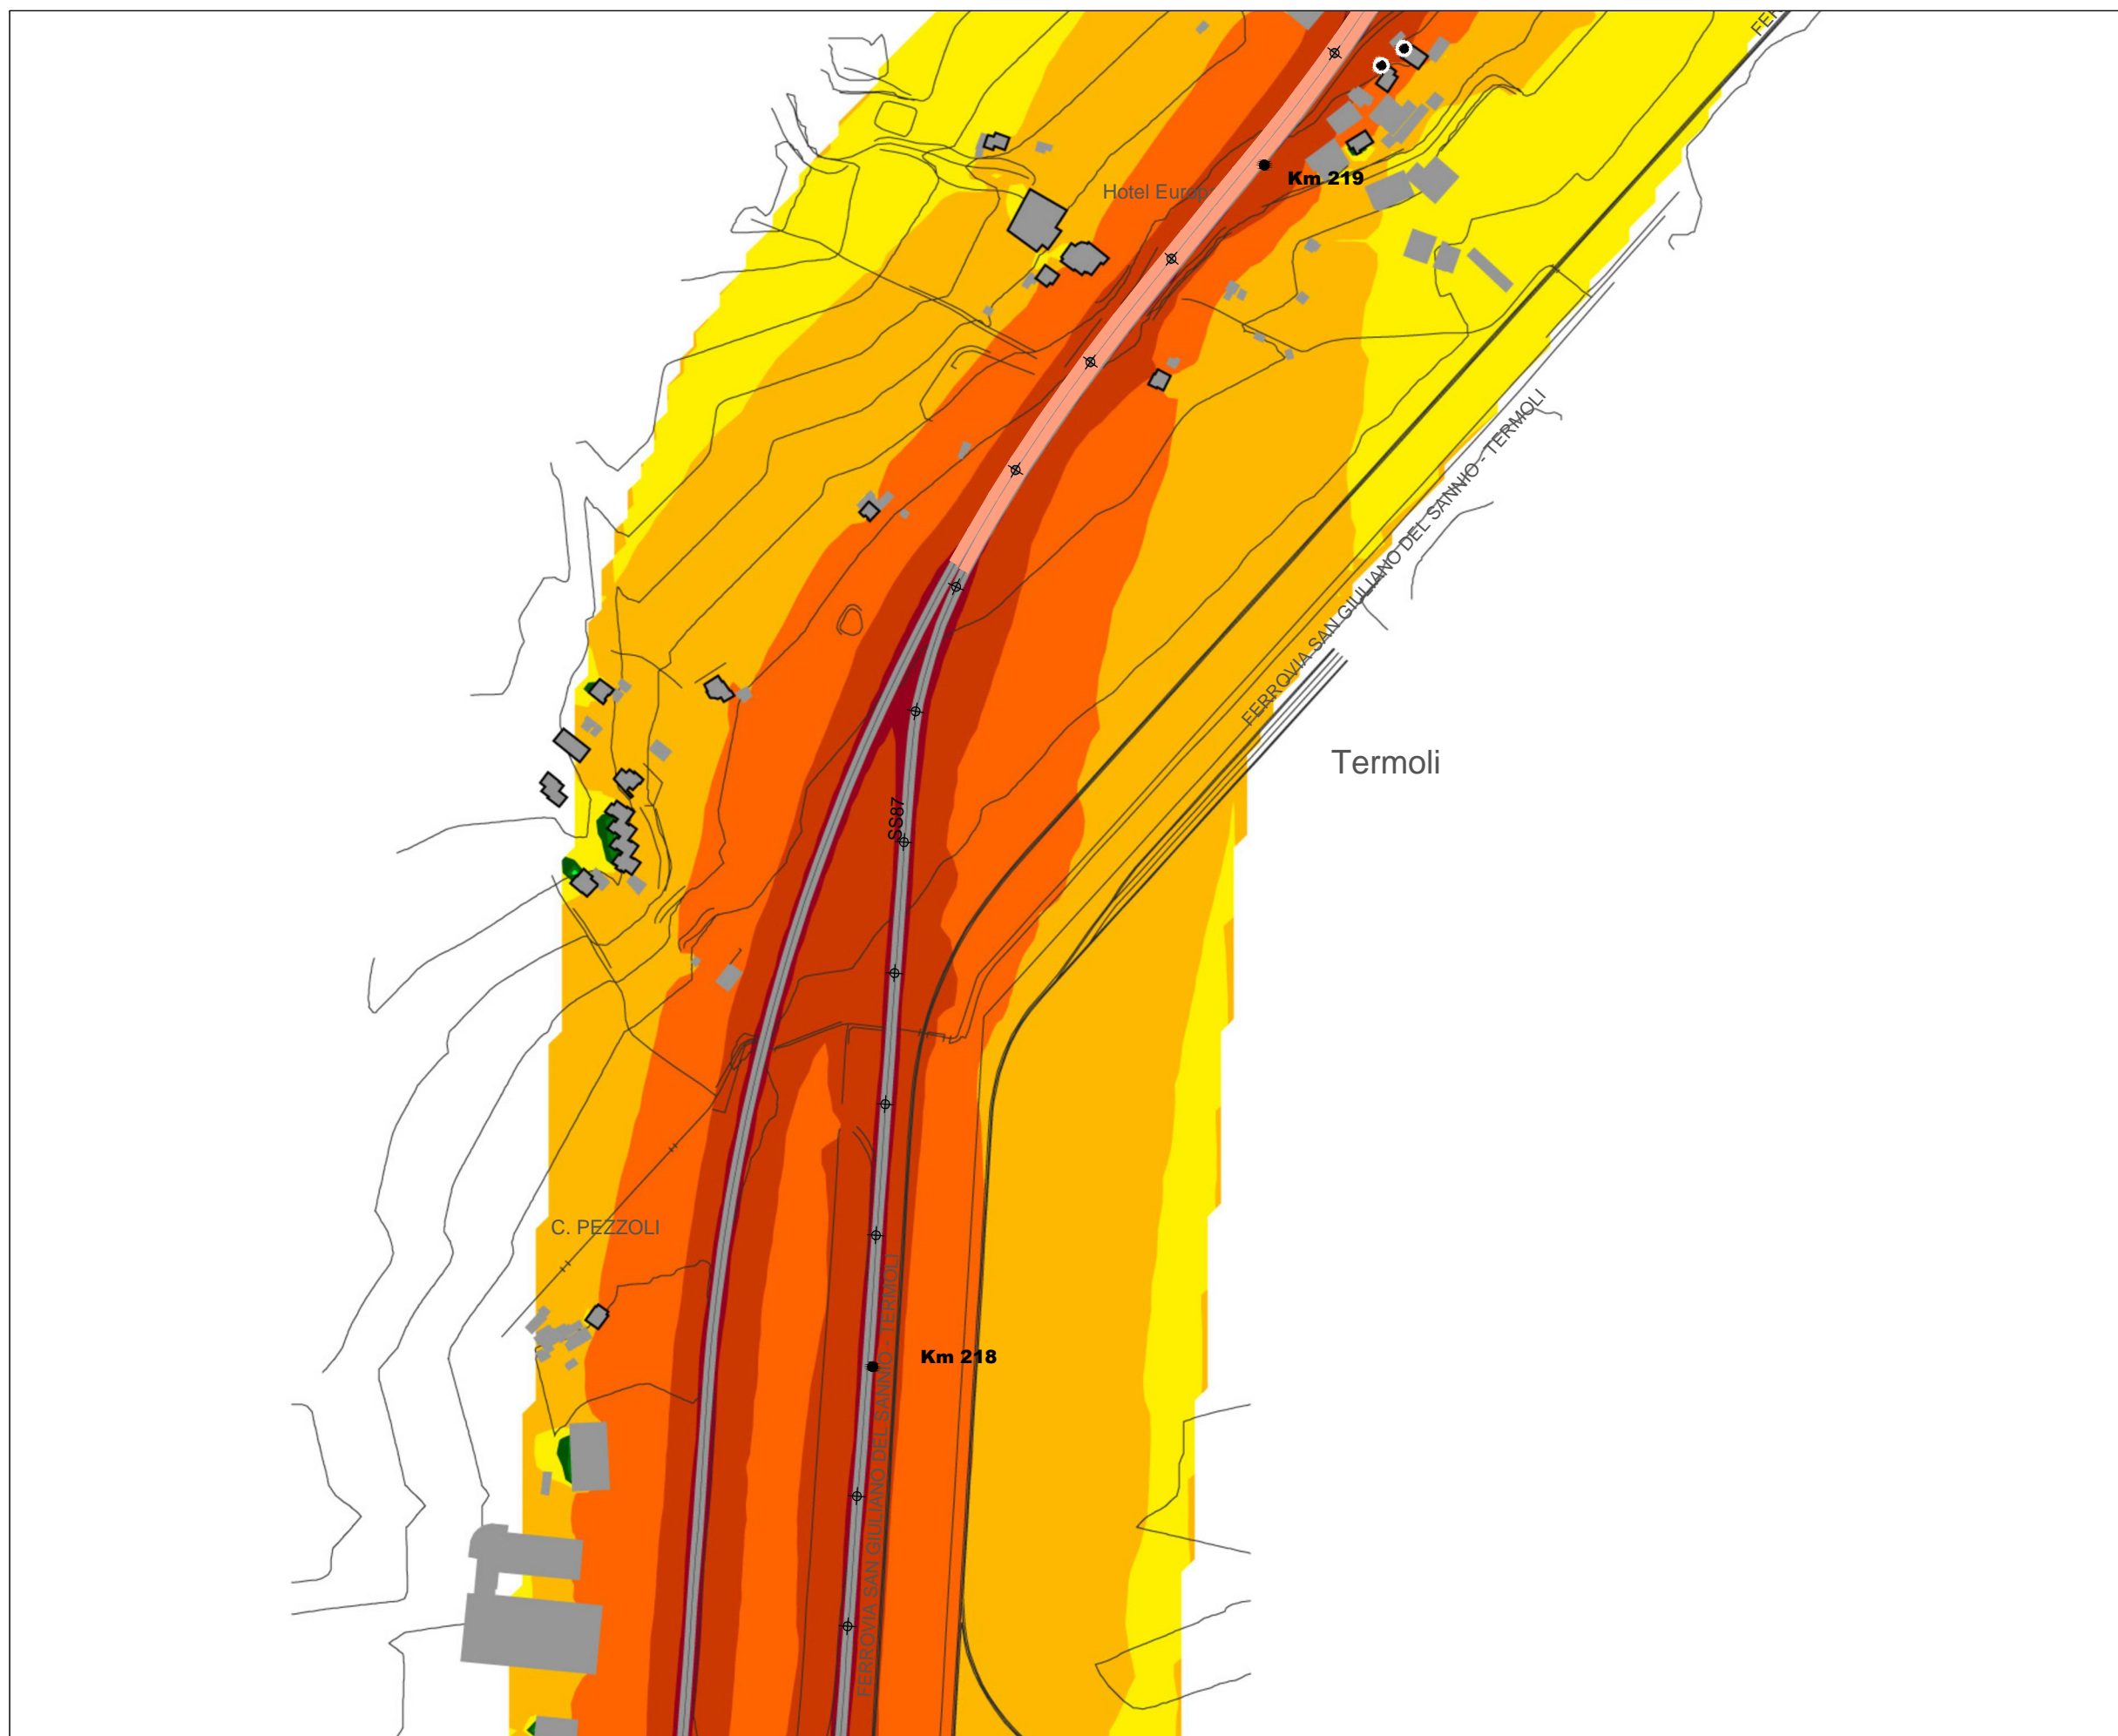 FER
Km 219
Hotel Europ
FERROVIA SAN GIULIANO DEL SANNIO - TERMOLI
Termoli
SS87
C. PEZZOLI
Km 218
FERROVIA SAN GIULIANO DEL SANNIO - TERMOLI